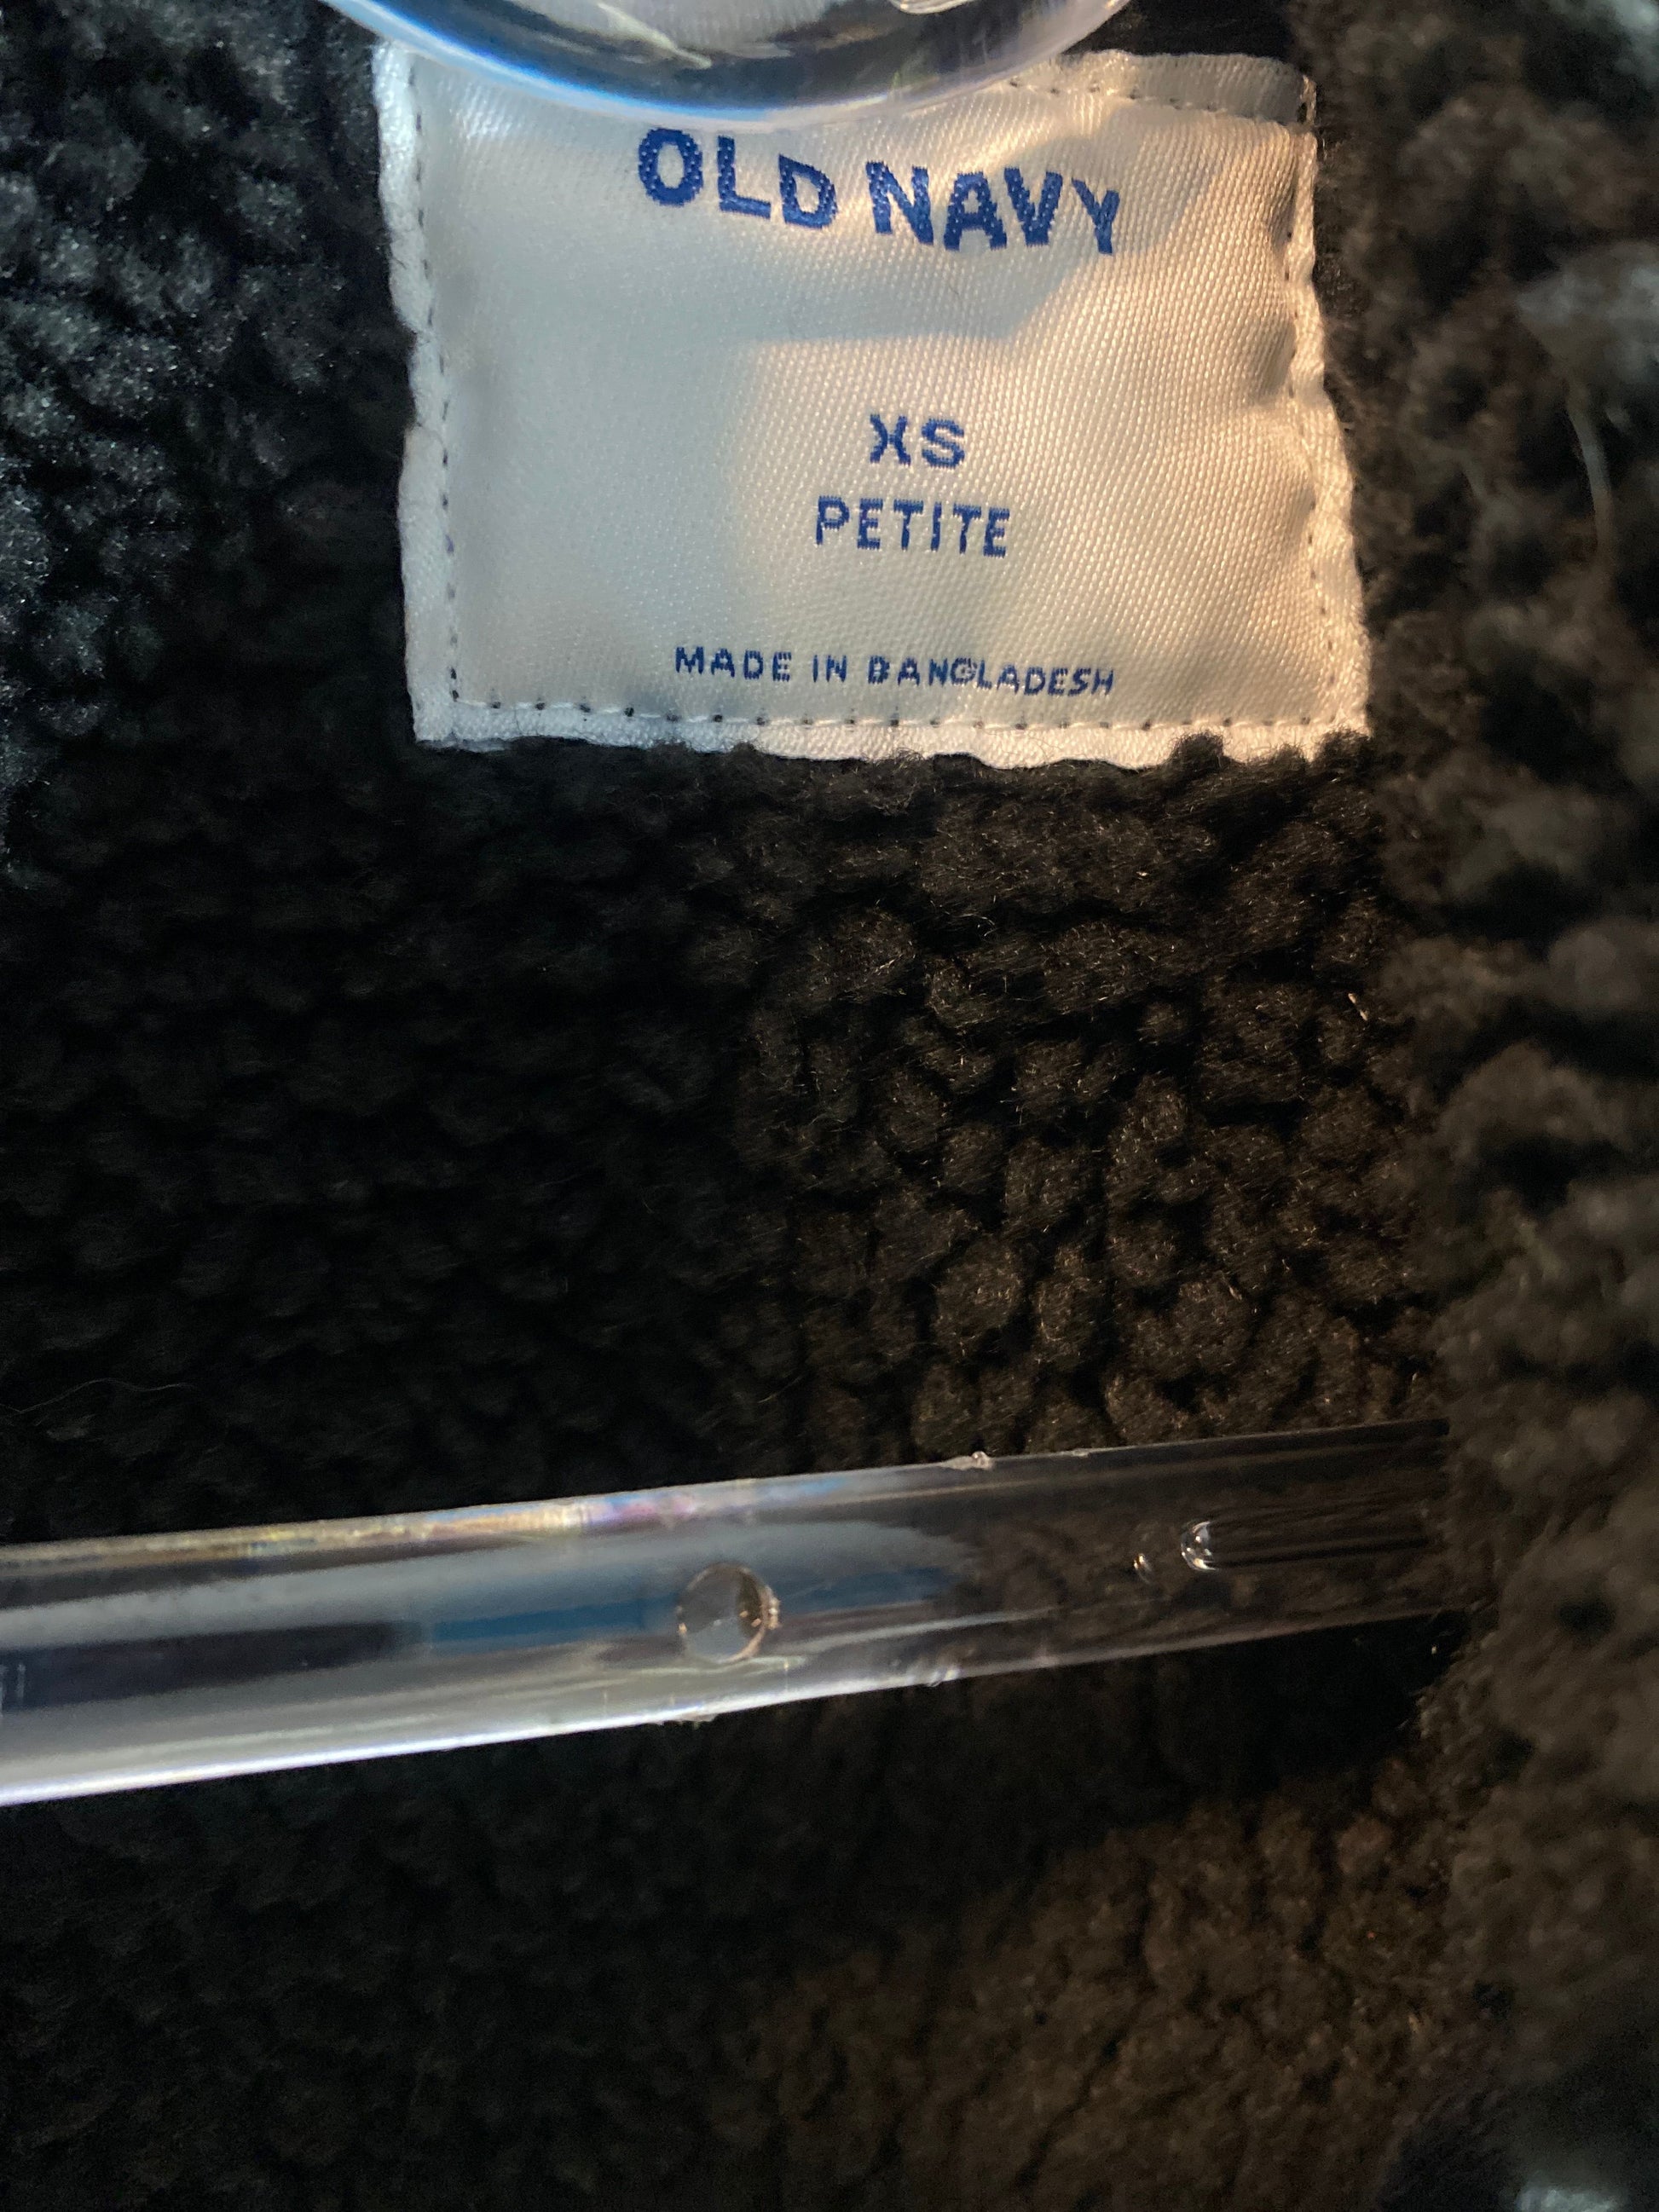 OLD NAVY
XS
PETITE
MADE IN BANGLADESH